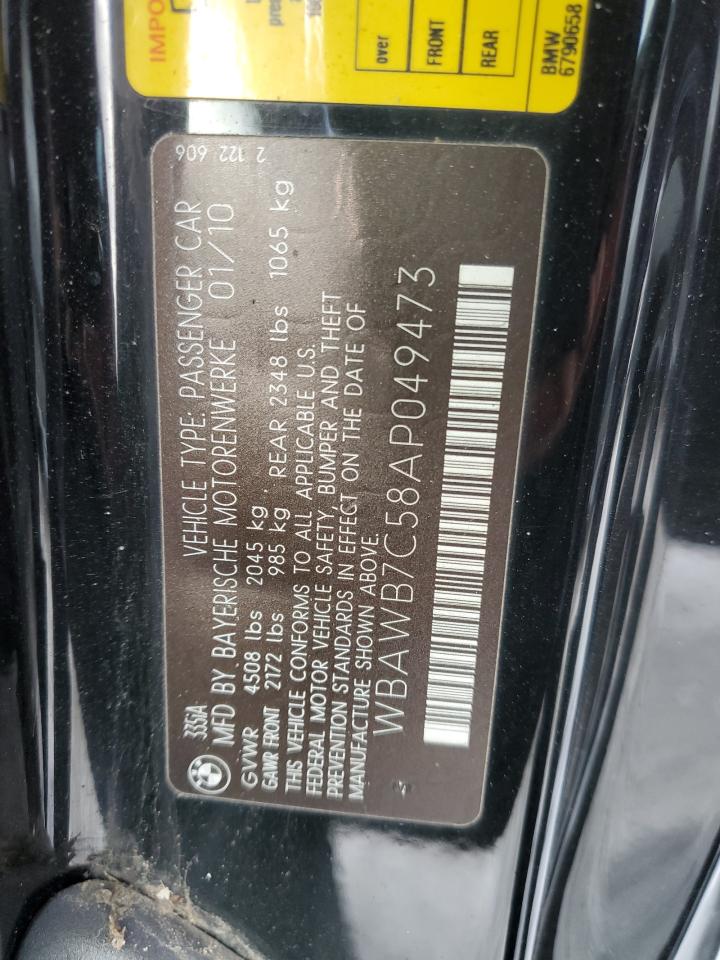 IMPO
over
FRONT
REAR
BMW
6790658
2 122 606
335iA
VEHICLE TYPE: PASSENGER CAR
MFD BY BAYERISCHE MOTORENWERKE 01/10
GVWR 4508 lbs 2045 kg
GAWR FRONT 2172 lbs 985 kg. REAR 2348 lbs 1065 kg
THIS VEHICLE CONFORMS TO ALL APPLICABLE U.S.
FEDERAL MOTOR VEHICLE SAFETY, BUMPER AND THEFT
PREVENTION STANDARDS IN EFFECT ON THE DATE OF
MANUFACTURE SHOWN ABOVE.
WBAWB7C58AP049473